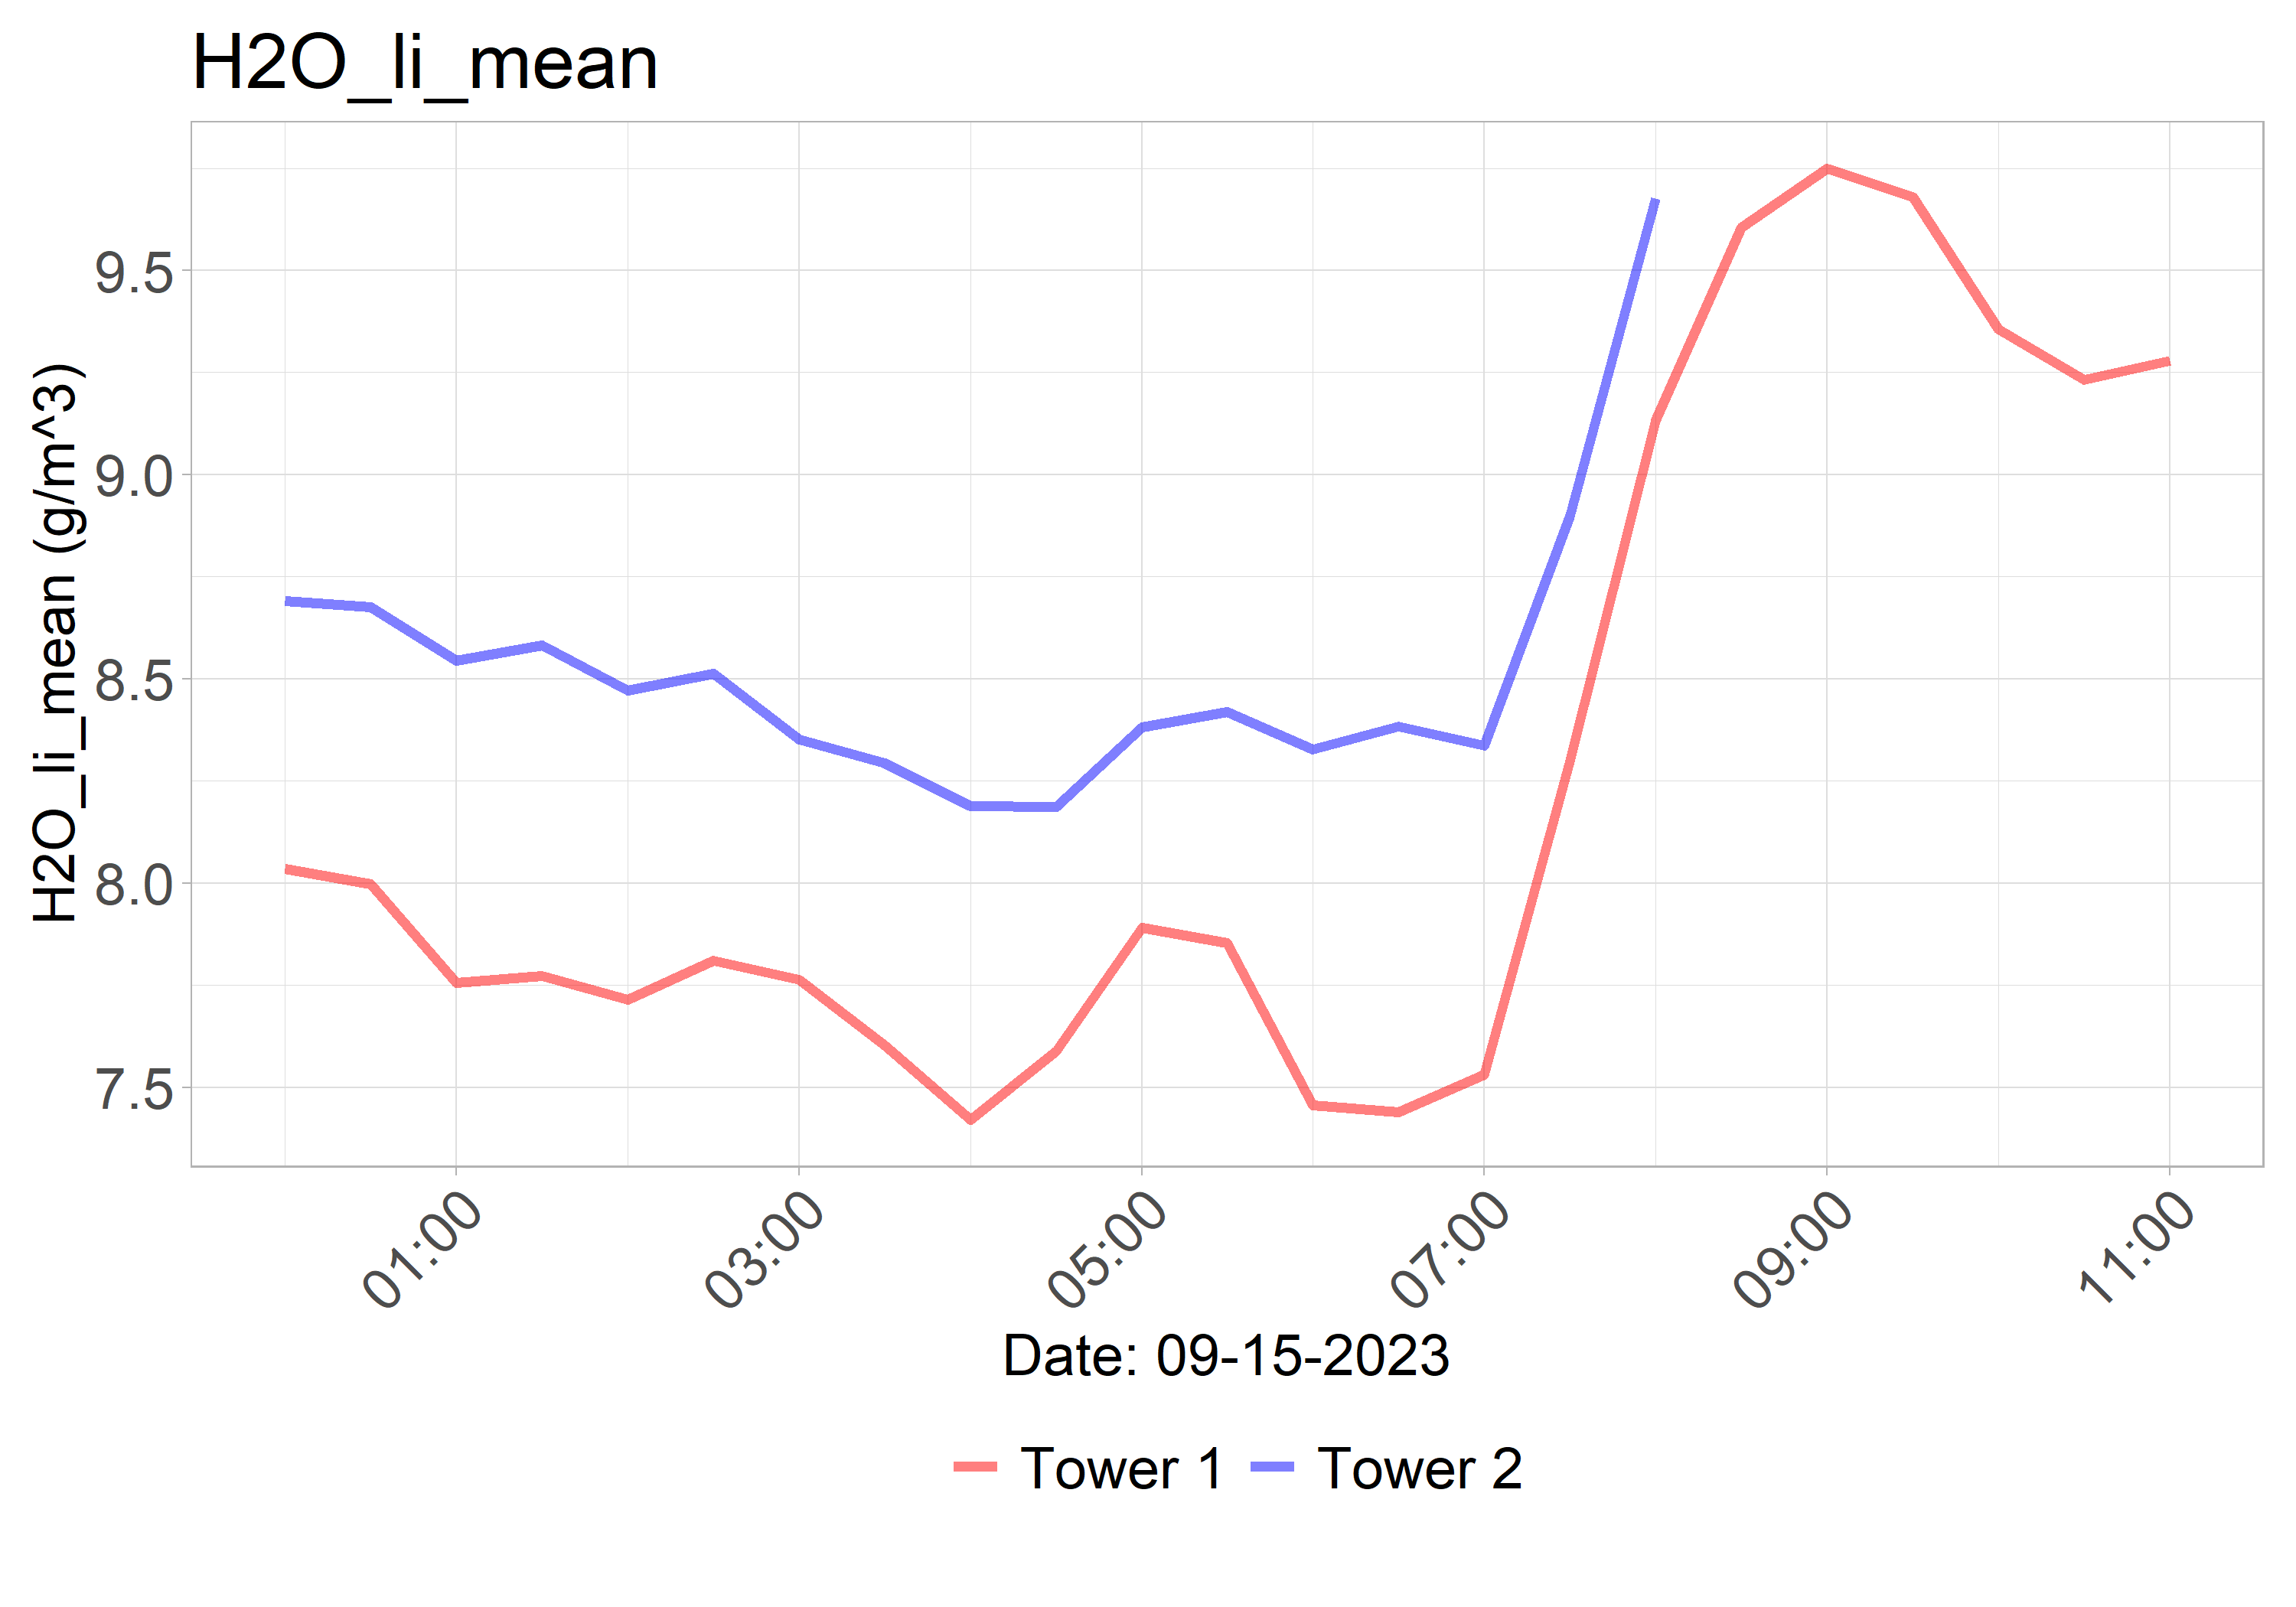 H2O_li_mean
H2O_li_mean (g/m^3)
9.5
9.0
8.5
8.0
7.5
01:00
03:00
05:00
07:00
09:00
11:00
Date: 09-15-2023
Tower 1
Tower 2